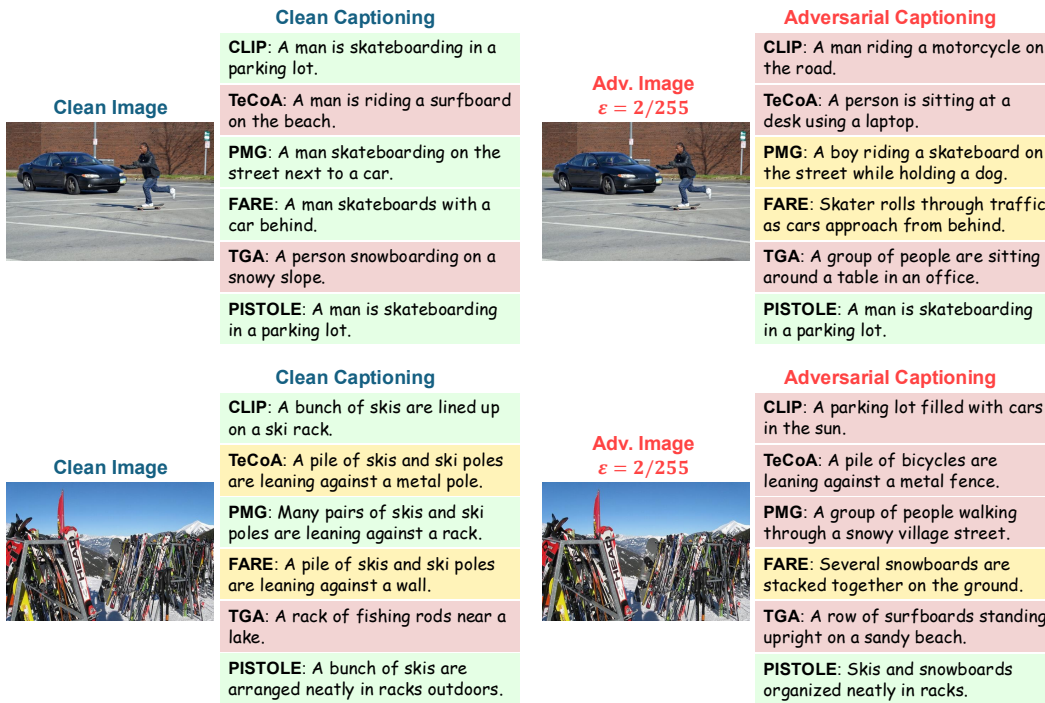 Clean Captioning
Clean Image
CLIP: A man is skateboarding in a
parking lot.
TeCoA: A man is riding a surfboard
on the beach.
PMG: A man skateboarding on the
street next to a car.
FARE: A man skateboards with a
car behind.
TGA: A person snowboarding on a
snowy slope.
PISTOLE: A man is skateboarding
in a parking lot.
Adversarial Captioning
Adv. Image
ε = 2/255
CLIP: A man riding a motorcycle on
the road.
TeCoA: A person is sitting at a
desk using a laptop.
PMG: A boy riding a skateboard on
the street while holding a dog.
FARE: Skater rolls through traffic
as cars approach from behind.
TGA: A group of people are sitting
around a table in an office.
PISTOLE: A man is skateboarding
in a parking lot.
Clean Captioning
Clean Image
HEAD
CLIP: A bunch of skis are lined up
on a ski rack.
TeCoA: A pile of skis and ski poles
are leaning against a metal pole.
PMG: Many pairs of skis and ski
poles are leaning against a rack.
FARE: A pile of skis and ski poles
are leaning against a wall.
TGA: A rack of fishing rods near a
lake.
PISTOLE: A bunch of skis are
arranged neatly in racks outdoors.
Adversarial Captioning
Adv. Image
ε = 2/255
HEAD
CLIP: A parking lot filled with cars
in the sun.
TeCoA: A pile of bicycles are
leaning against a metal fence.
PMG: A group of people walking
through a snowy village street.
FARE: Several snowboards are
stacked together on the ground.
TGA: A row of surfboards standing
upright on a sandy beach.
PISTOLE: Skis and snowboards
organized neatly in racks.